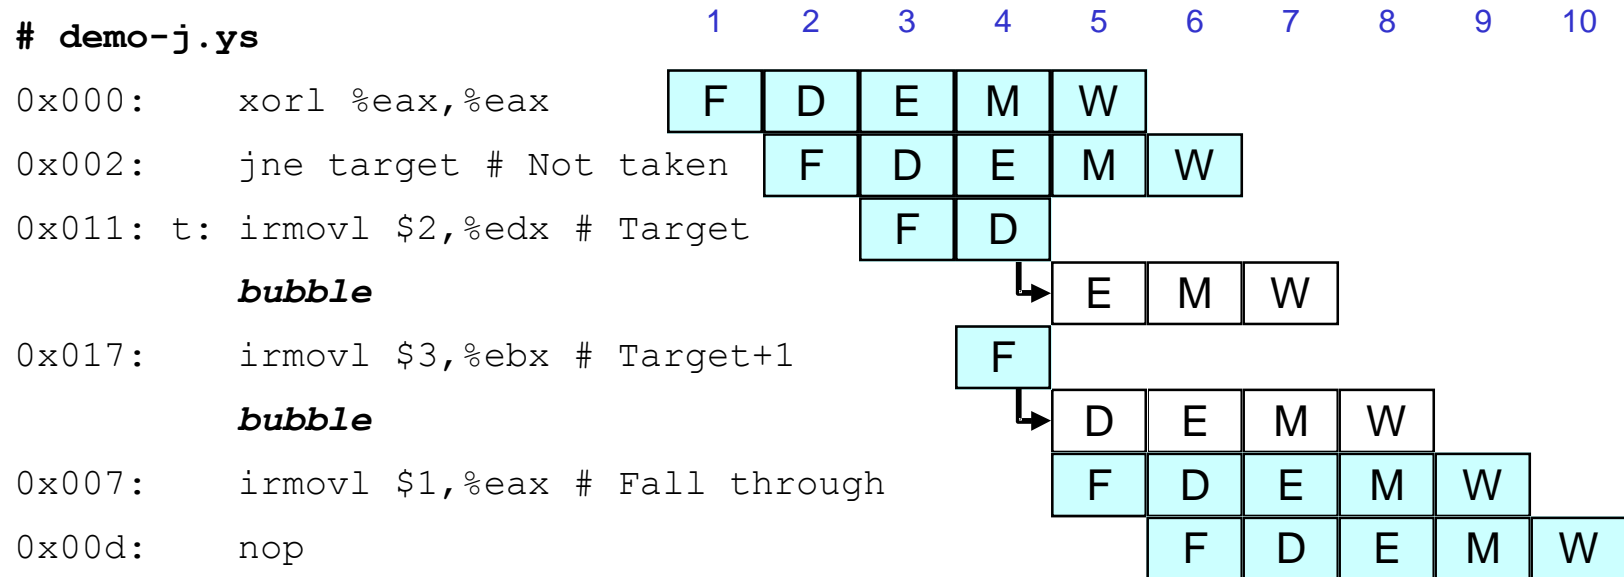 1 2 3 4 5 6 7 8 9 10
# demo-j.ys
0x000: xorl %eax,%eax F D E M W
0x002: jne target # Not taken F D E M W
0x011: t: irmovl $2,%edx # Target F D
bubble E M W
0x017: irmovl $3,%ebx # Target+1 F
bubble D E M W
0x007: irmovl $1,%eax # Fall through F D E M W
0x00d: nop F D E M W